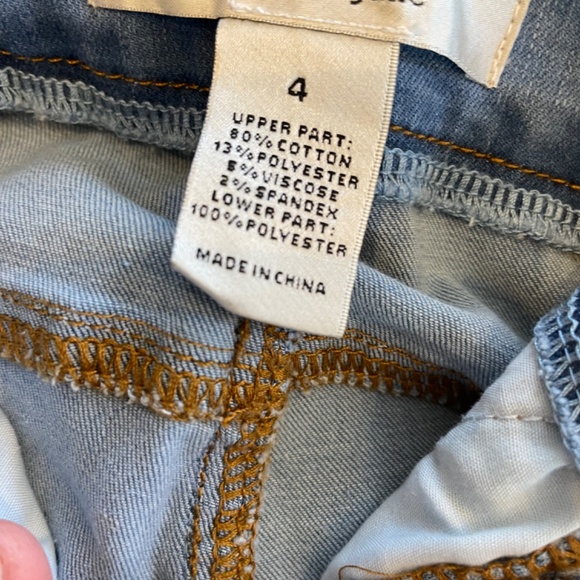 4
UPPER PART:
80%COTTON
13%POLYESTER
5%VISCOSE
2%SPANDEX
LOWER PART:
100%POLYESTER
MADE IN CHINA